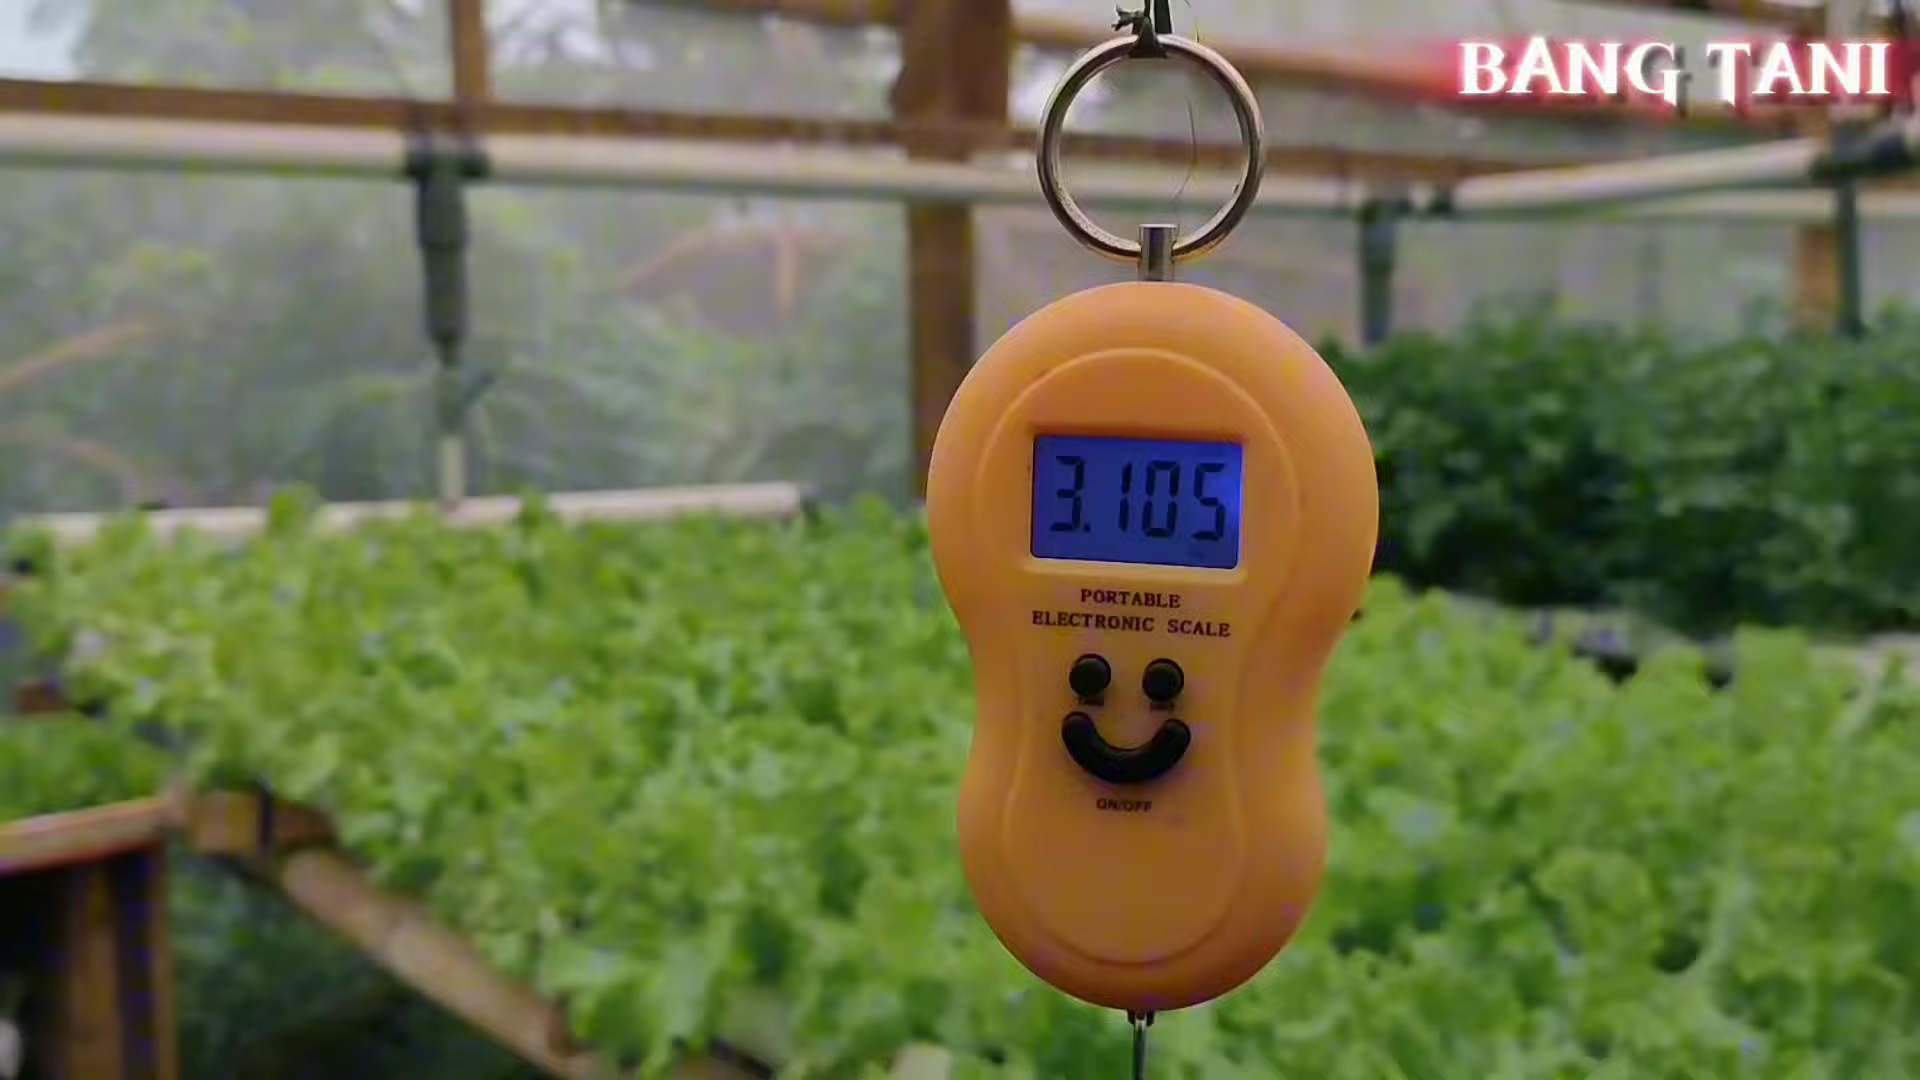 BANG TANI
3.105
PORTABLE
ELECTRONIC SCALE
ON/OFF